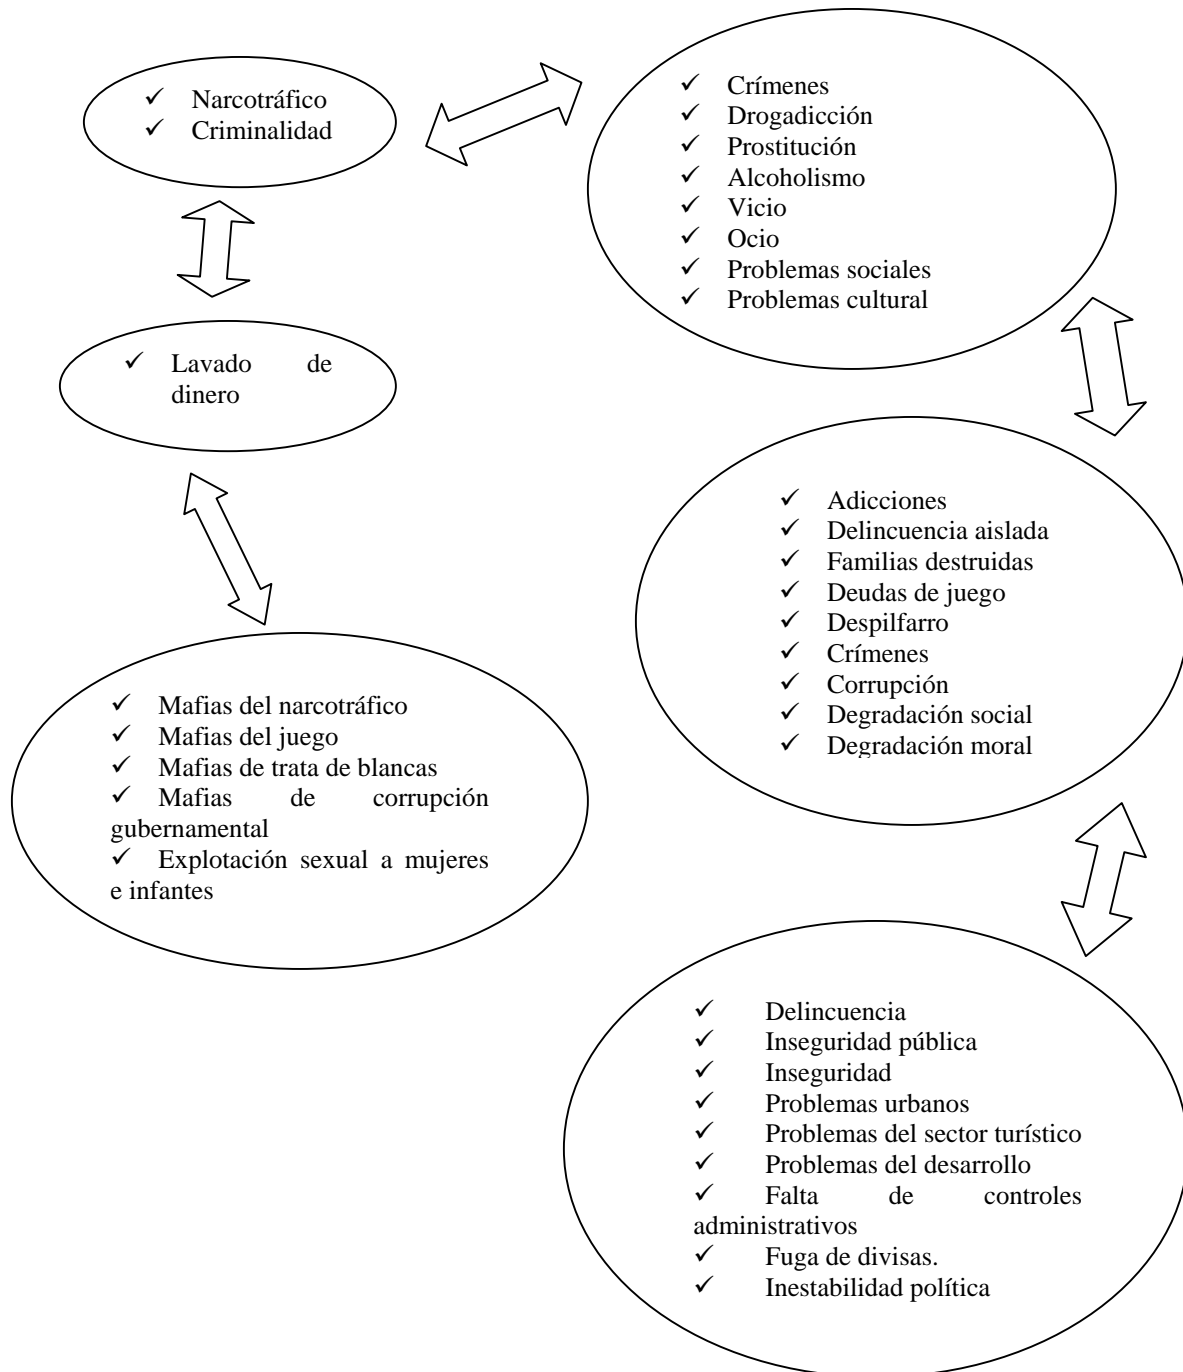 ✓ Narcotráfico
✓ Criminalidad
✓ Crímenes
✓ Drogadicción
✓ Prostitución
✓ Alcoholismo
✓ Vicio
✓ Ocio
✓ Problemas sociales
✓ Problemas cultural
✓ Lavado de
dinero
✓ Adicciones
✓ Delincuencia aislada
✓ Familias destruidas
✓ Deudas de juego
✓ Despilfarro
✓ Crímenes
✓ Corrupción
✓ Degradación social
✓ Degradación moral
✓ Mafias del narcotráfico
✓ Mafias del juego
✓ Mafias de trata de blancas
✓ Mafias de corrupción
gubernamental
✓ Explotación sexual a mujeres
e infantes
✓ Delincuencia
✓ Inseguridad pública
✓ Inseguridad
✓ Problemas urbanos
✓ Problemas del sector turístico
✓ Problemas del desarrollo
✓ Falta de controles
administrativos
✓ Fuga de divisas.
✓ Inestabilidad política